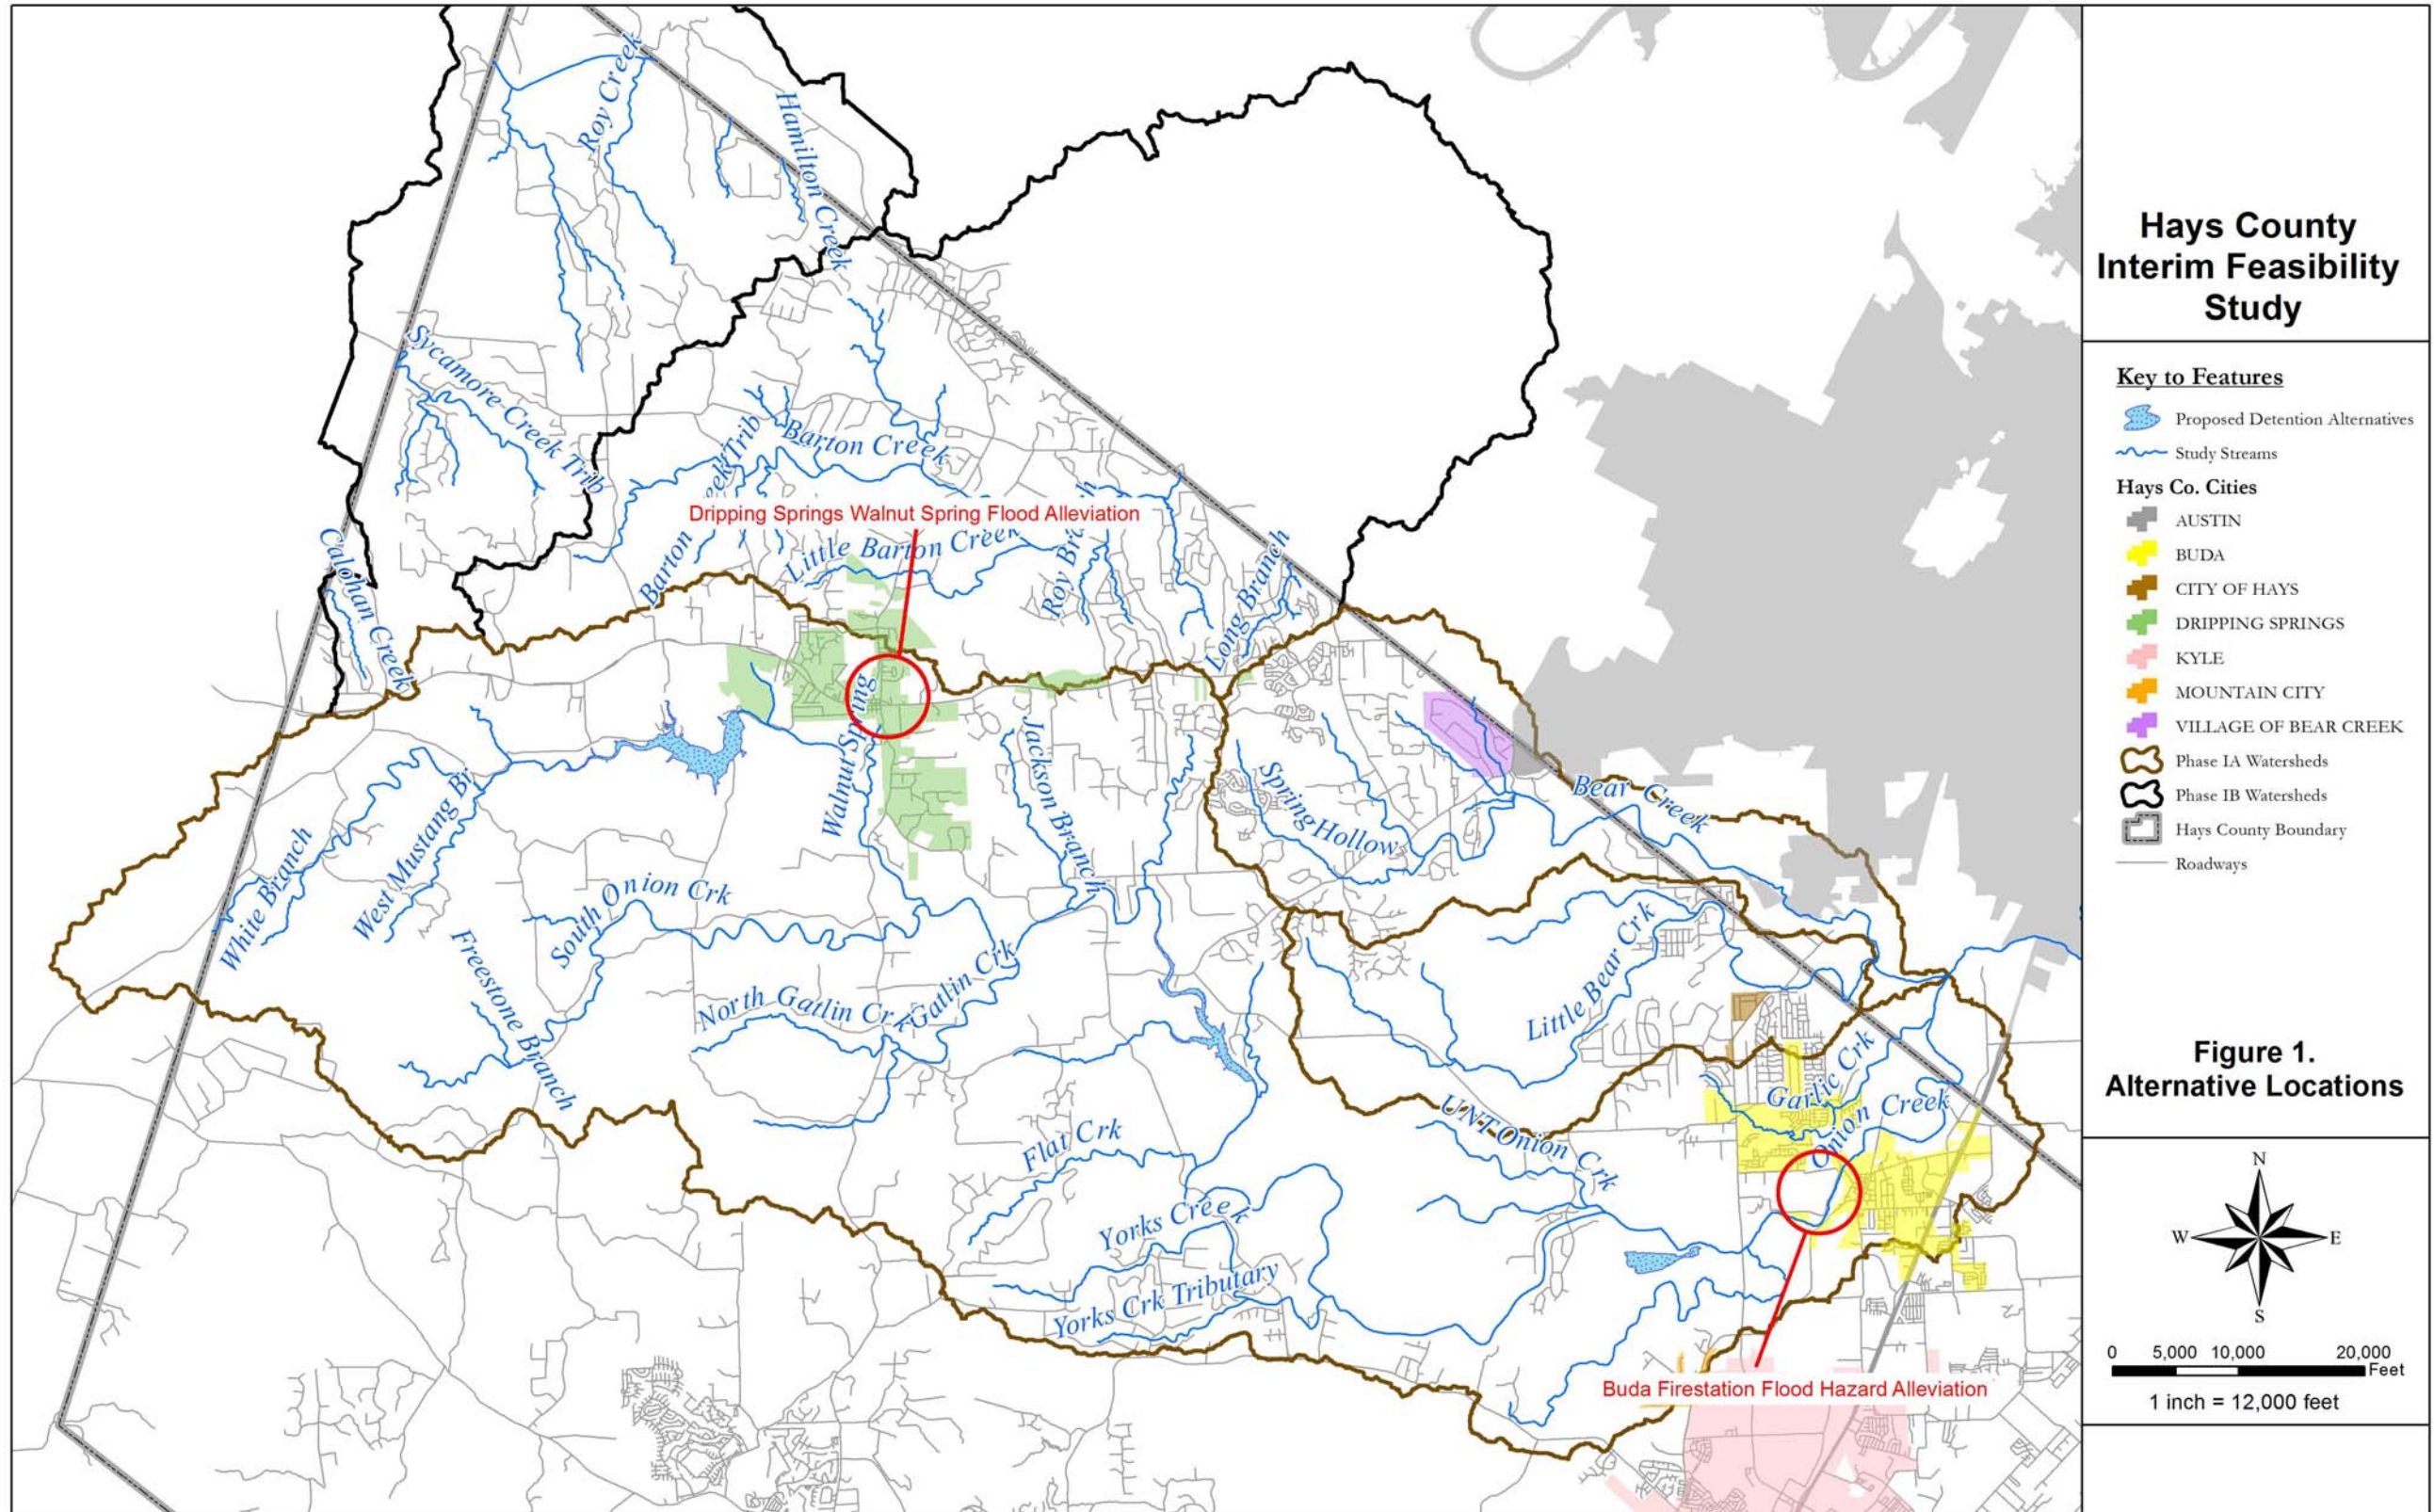 Roy Creek
Hamilton Creek
Sycamore Creek Trib
Barton Creek
Barton
eek Trib
Dripping Springs Walnut Spring Flood Alleviation
Little Barton Creek
Roy Br
Long Branch
Calohan Creek
Walnut Spring
Walnut Spring
Jackson Branch
Spring Hollow
Bear Creek
White Branch
West Mustang Br
South Onion Crk
Freestone Branch
North Gatlin Crk
Gatlin Crk
Little Bear Crk
Garlic Crk
Onion Creek
UNT Onion Crk
Flat Crk
Yorks Creek
Yorks Crk Tributary
Buda Firestation Flood Hazard Alleviation
Hays County
Interim Feasibility
Study
Key to Features
Proposed Detention Alternatives
Study Streams
Hays Co. Cities
AUSTIN
BUDA
CITY OF HAYS
DRIPPING SPRINGS
KYLE
MOUNTAIN CITY
VILLAGE OF BEAR CREEK
Phase IA Watersheds
Phase IB Watersheds
Hays County Boundary
Roadways
Figure 1.
Alternative Locations
N
W E
S
0 5,000 10,000 20,000
Feet
1 inch = 12,000 feet